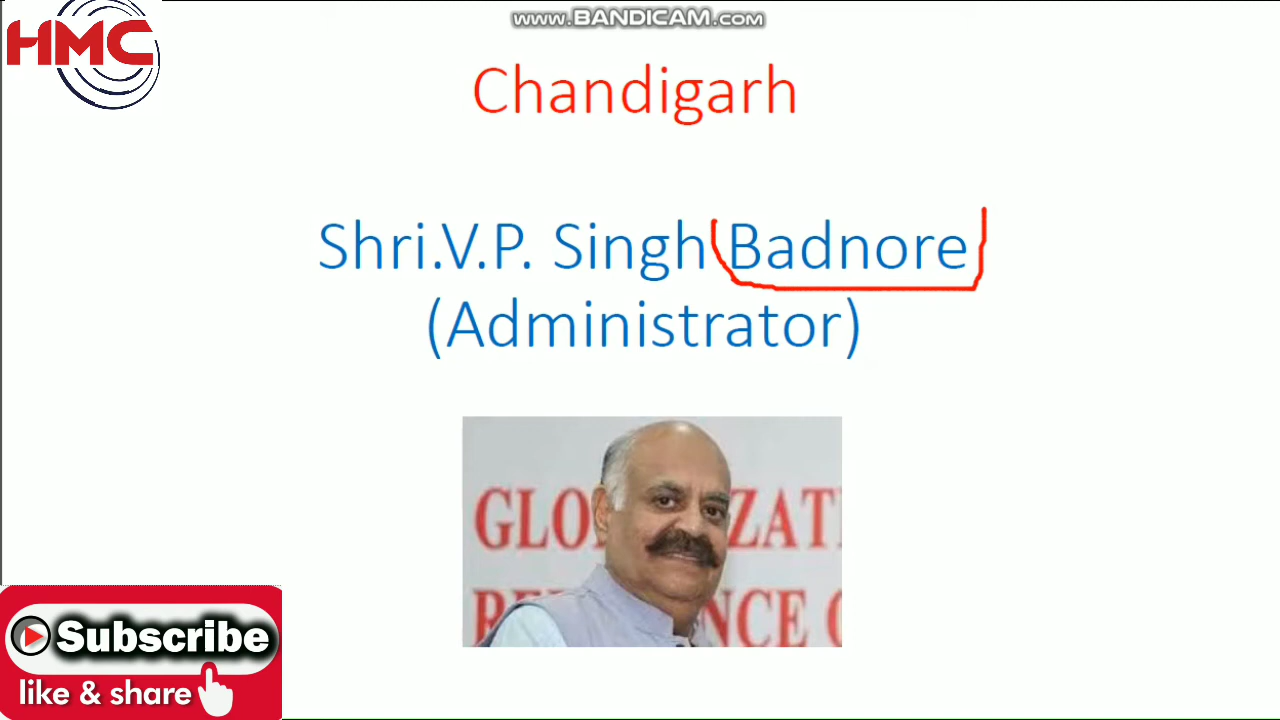 HMC
www.BANDICAM.com
Chandigarh
Shri.V.P. Singh Badnore
(Administrator)
Subscribe
like & share